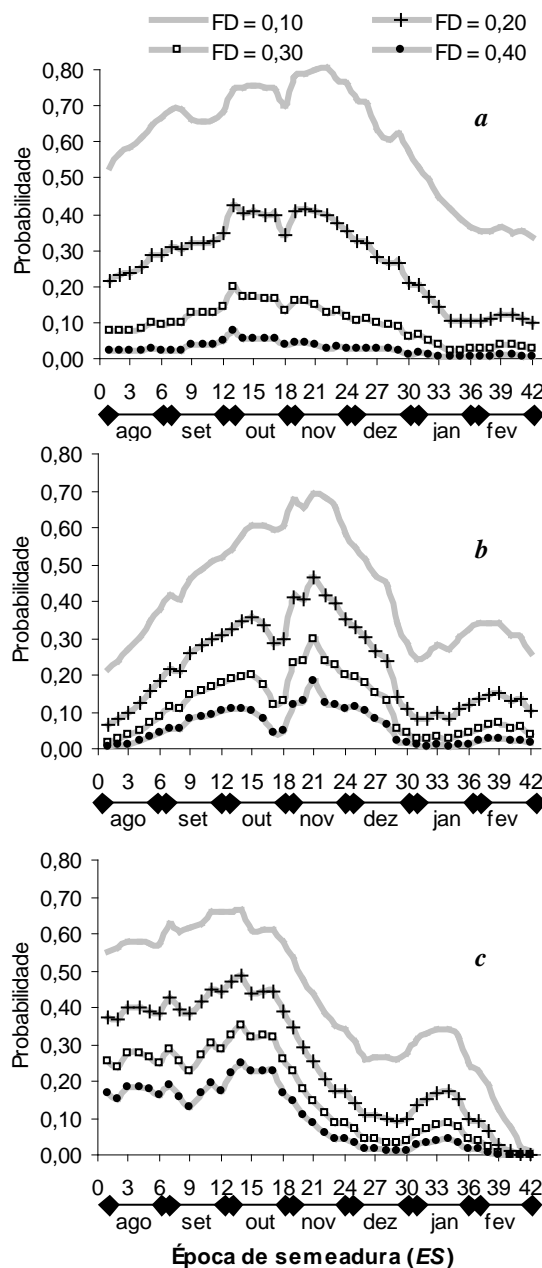 FD = 0,10 FD = 0,20
FD = 0,30 FD = 0,40
a
Probabilidade
0,80
0,70
0,60
0,50
0,40
0,30
0,20
0,10
0,00
0 3 6 9 12 15 18 21 24 27 30 33 36 39 42
ago set out nov dez jan fev
b
Probabilidade
0,80
0,70
0,60
0,50
0,40
0,30
0,20
0,10
0,00
0 3 6 9 12 15 18 21 24 27 30 33 36 39 42
ago set out nov dez jan fev
c
Probabilidade
0,80
0,70
0,60
0,50
0,40
0,30
0,20
0,10
0,00
0 3 6 9 12 15 18 21 24 27 30 33 36 39 42
ago set out nov dez jan fev
Época de semeadura (ES)